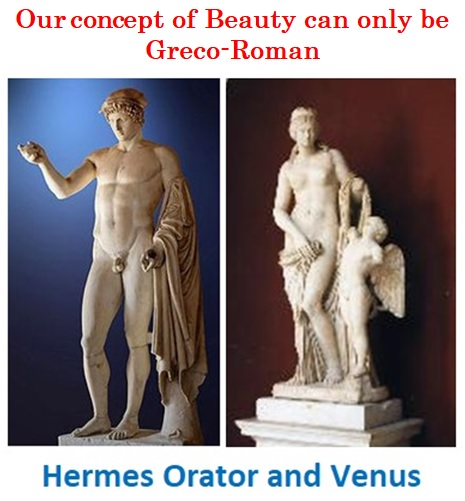 Our concept of Beauty can only be
Greco-Roman
Hermes Orator and Venus